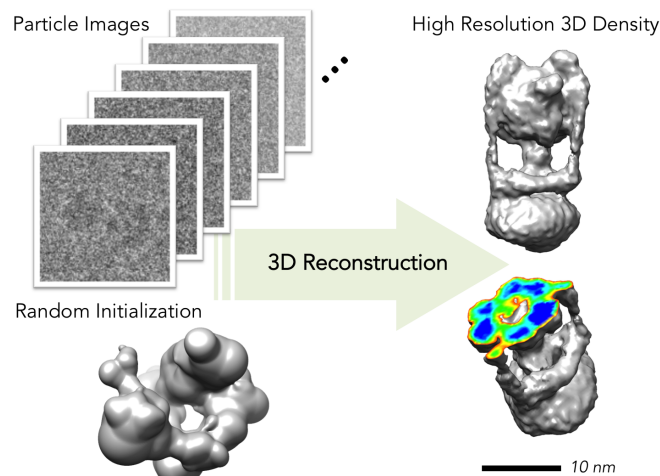 Particle Images
High Resolution 3D Density
3D Reconstruction
Random Initialization
10 nm